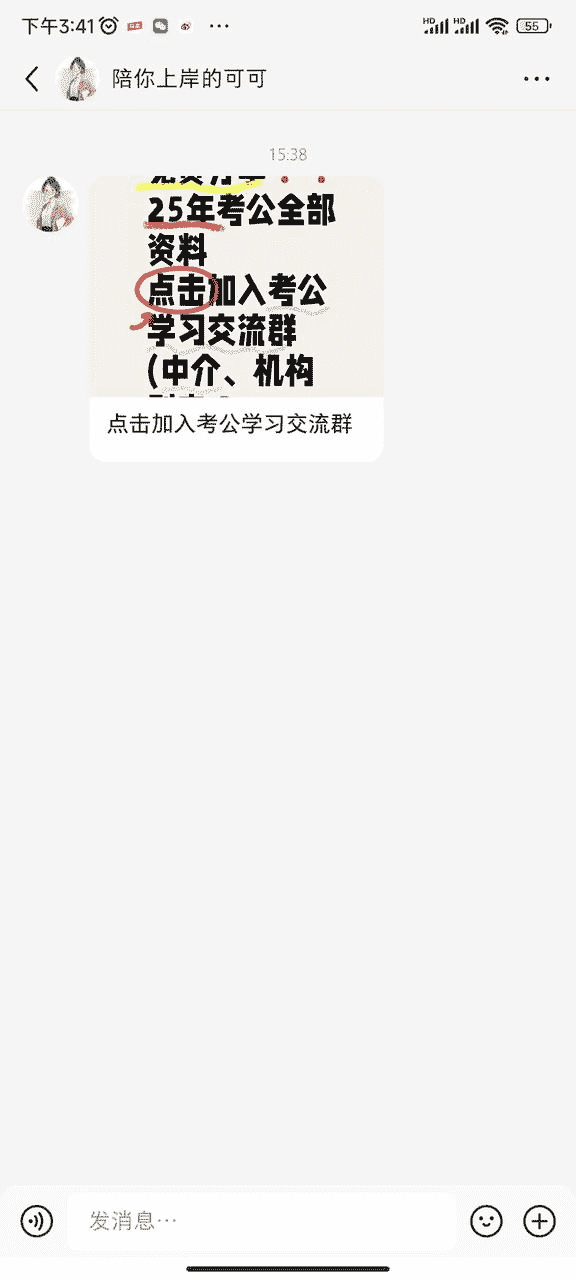 下午3:41
HD HD 55
陪你上岸的可可
15:38
25年考公全部
资料
点击加入考公
学习交流群
(中介、机构
点击加入考公学习交流群
发消息…